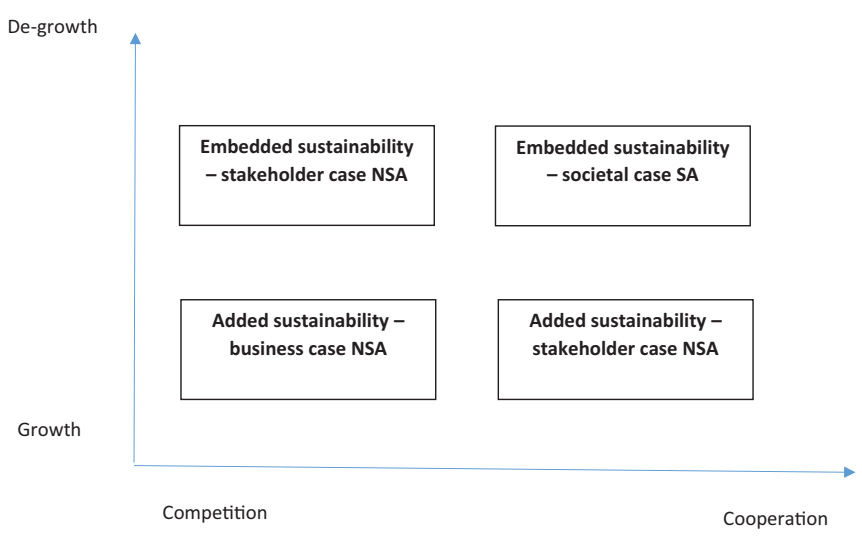 De-growth
Embedded sustainability
– stakeholder case NSA
Embedded sustainability
– societal case SA
Added sustainability –
business case NSA
Added sustainability –
stakeholder case NSA
Growth
Competition
Cooperation